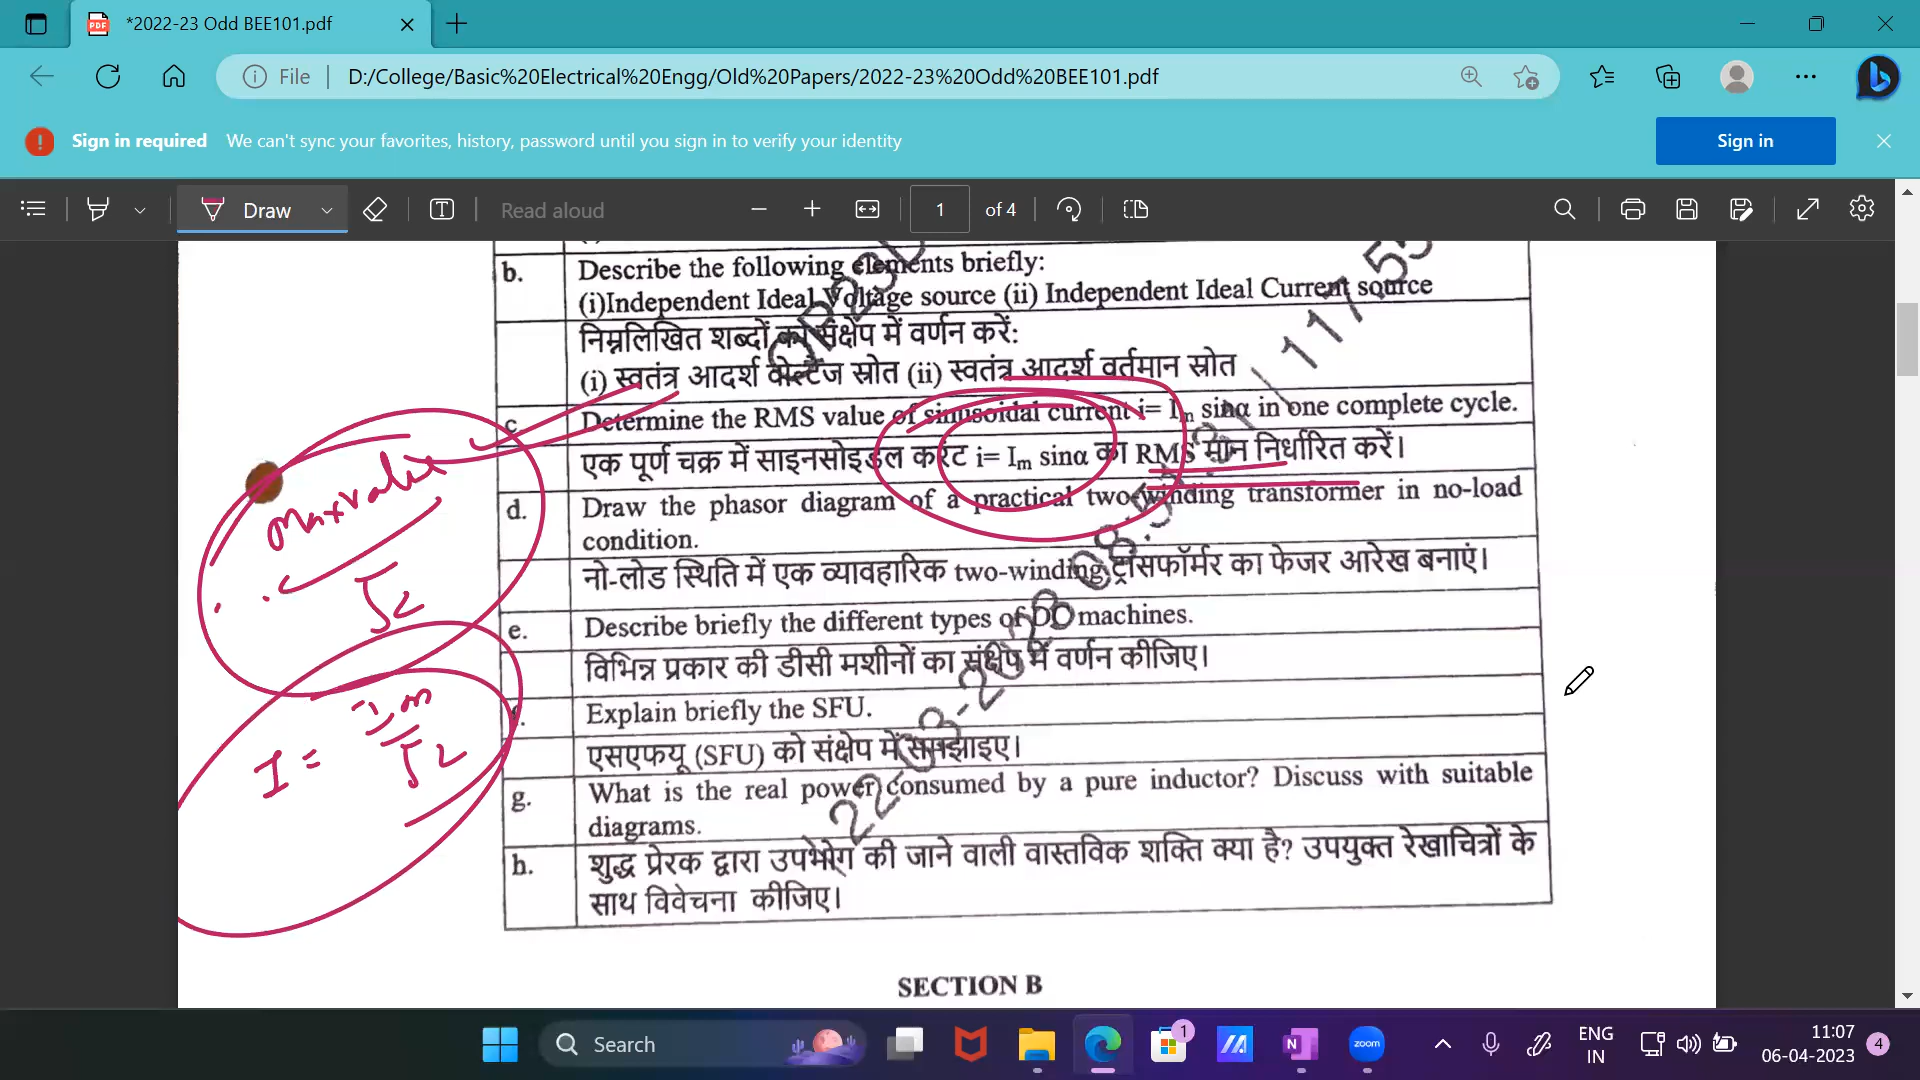 *2022-23 Odd BEE101.pdf
File
D:/College/Basic%20Electrical%20Engg/Old%20Papers/2022-23%20Odd%20BEE101.pdf
Sign in required We can't sync your favorites, history, password until you sign in to verify your identity
Sign in
Draw
Read aloud
1 of 4
b. Describe the following elements briefly:
(i)Independent Ideal Voltage source (ii) Independent Ideal Current source
निम्नलिखित शब्दों का संक्षेप में वर्णन करें:
(i) स्वतंत्र आदर्श वोल्टेज स्रोत (ii) स्वतंत्र आदर्श वर्तमान स्रोत
c. Determine the RMS value of sinusoidal current i= Im sinα in one complete cycle.
एक पूर्ण चक्र में साइनसोइडल करंट i= Im sinα का RMS मान निर्धारित करें।
d. Draw the phasor diagram of a practical two-winding transformer in no-load
condition.
नो-लोड स्थिति में एक व्यावहारिक two-winding ट्रांसफॉर्मर का फेजर आरेख बनाएं।
e. Describe briefly the different types of DC machines.
विभिन्न प्रकार की डीसी मशीनों का संक्षेप में वर्णन कीजिए।
f. Explain briefly the SFU.
एसएफयू (SFU) को संक्षेप में समझाइए।
g. What is the real power consumed by a pure inductor? Discuss with suitable
diagrams.
h. शुद्ध प्रेरक द्वारा उपभोग की जाने वाली वास्तविक शक्ति क्या है? उपयुक्त रेखाचित्रों के
साथ विवेचना कीजिए।
SECTION B
Max value
√2
I = Im
√2
Search
1
zoom
ENG
IN
11:07
06-04-2023
4